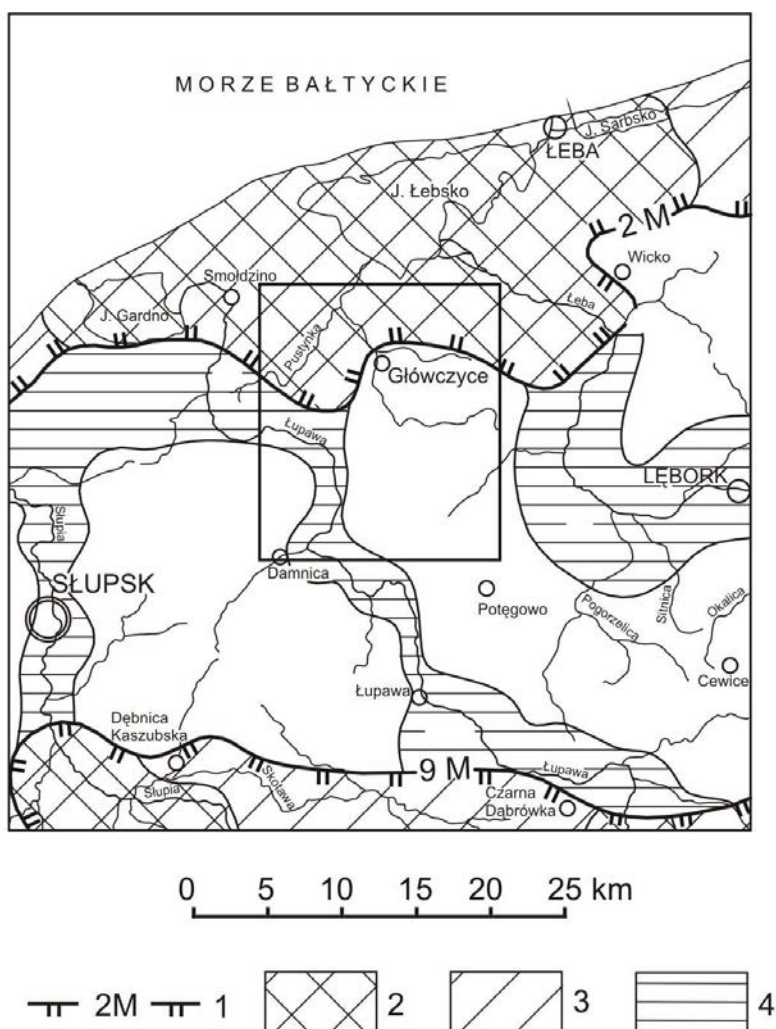 MORZE BAŁTYCKIE
J. Sarbsko
ŁEBA
J. Łebsko
2 M
Wicko
Smołdzino
Łeba
J. Gardno
Pustynka
Główczyce
Łupawa
LĘBORK
Słupia
Damnica
SŁUPSK
Potęgowo
Pogorzelica
Sitnica
Okalica
Cewice
Łupawa
Dębnica
Kaszubska
9 M
Łupawa
Skotawa
Słupia
Czarna
Dąbrówka
0 5 10 15 20 25 km
2M 1 2 3 4